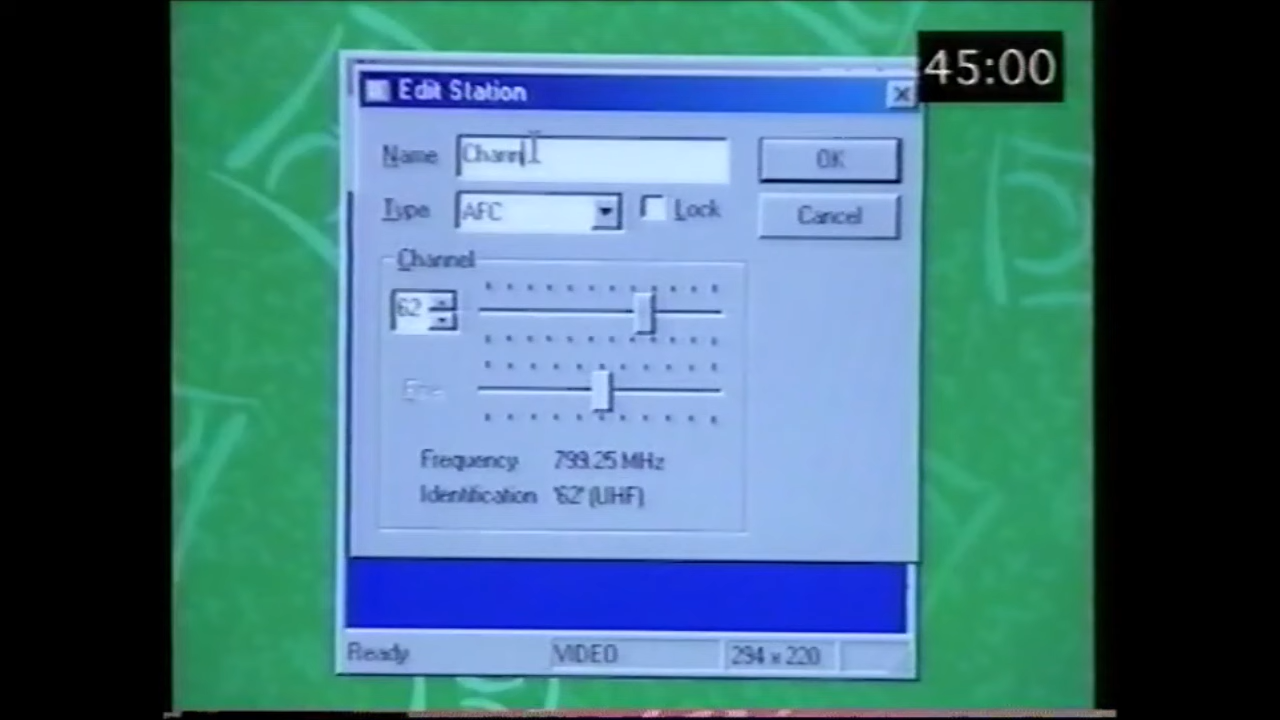 45:00
Edit Station
Name Chann
OK
Type AFC
Lock
Cancel
Channel
62
Frequency 799.25 MHz
Identification '62' (UHF)
Ready VIDEO 294 x 220